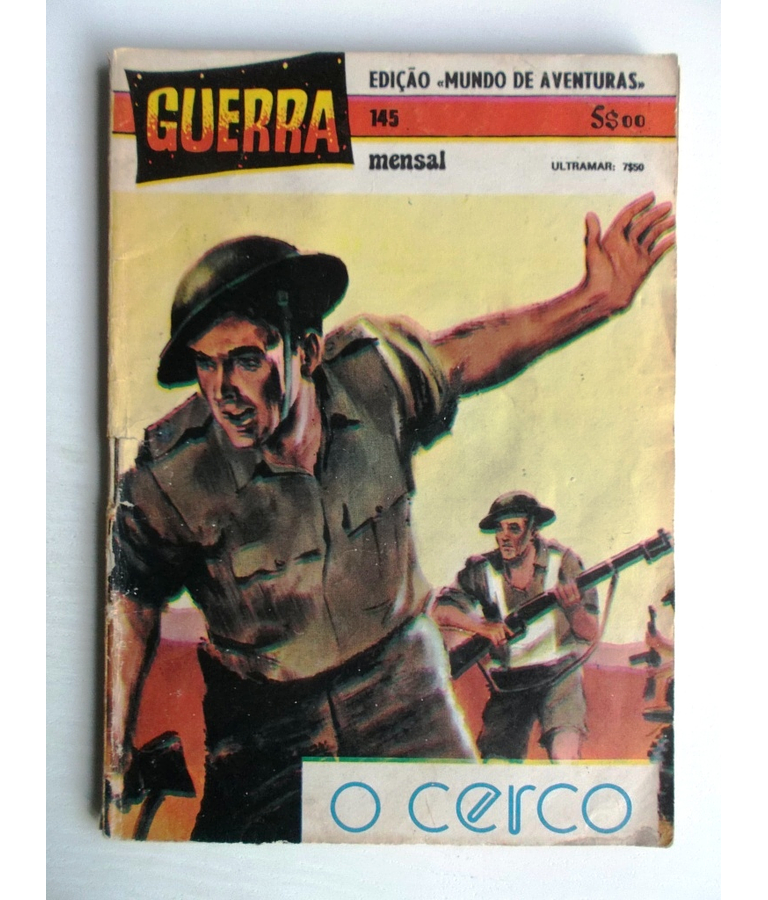 GUERRA
EDIÇÃO «MUNDO DE AVENTURAS»
145 5$00
mensal
ULTRAMAR: 7$50
o cerco